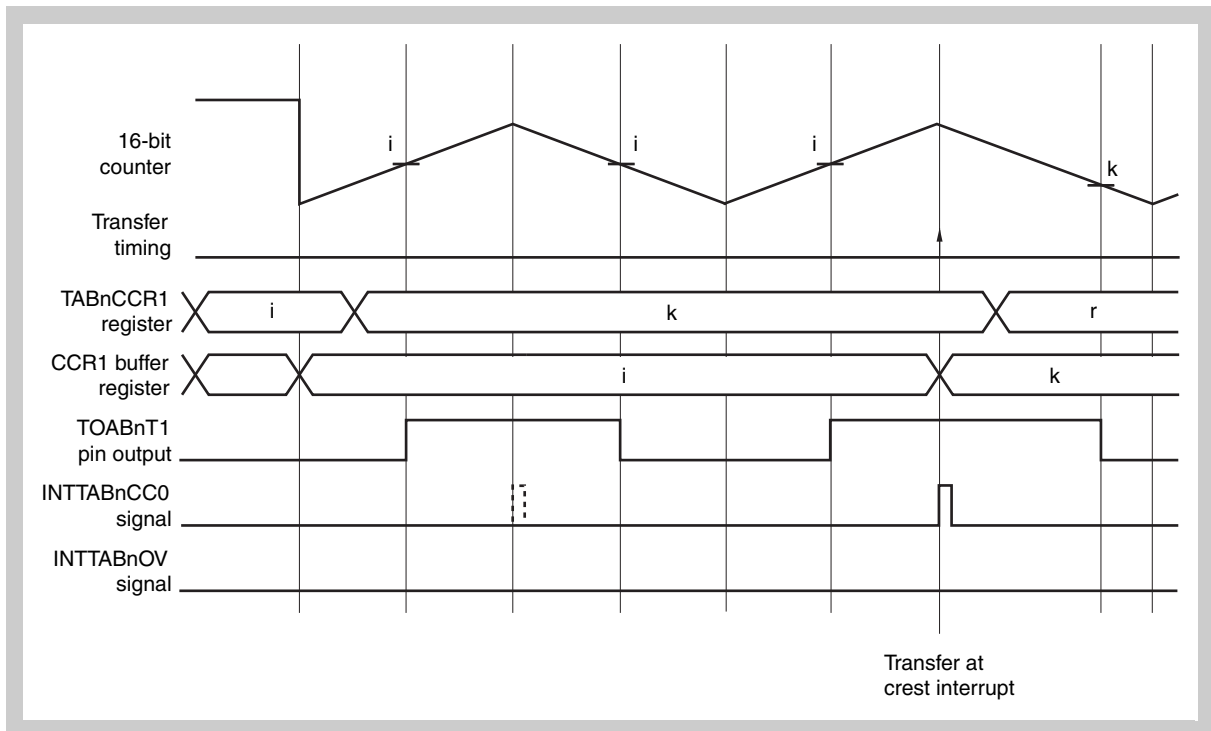 16-bit
counter
i
i
i
k
Transfer
timing
TABnCCR1
register
i
k
r
CCR1 buffer
register
i
k
TOABnT1
pin output
INTTABnCC0
signal
INTTABnOV
signal
Transfer at
crest interrupt